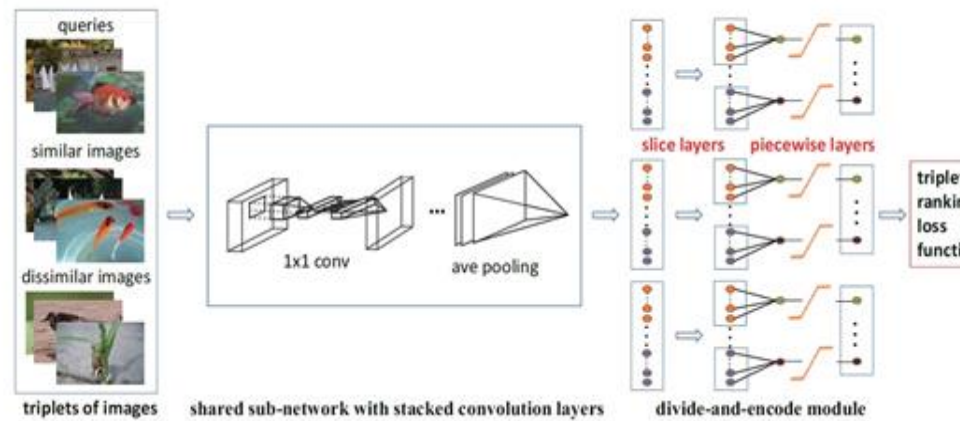 queries
similar images
dissimilar images
triplets of images
1x1 conv
...
ave pooling
shared sub-network with stacked convolution layers
slice layers
piecewise layers
divide-and-encode module
triple
rankin
loss
functi